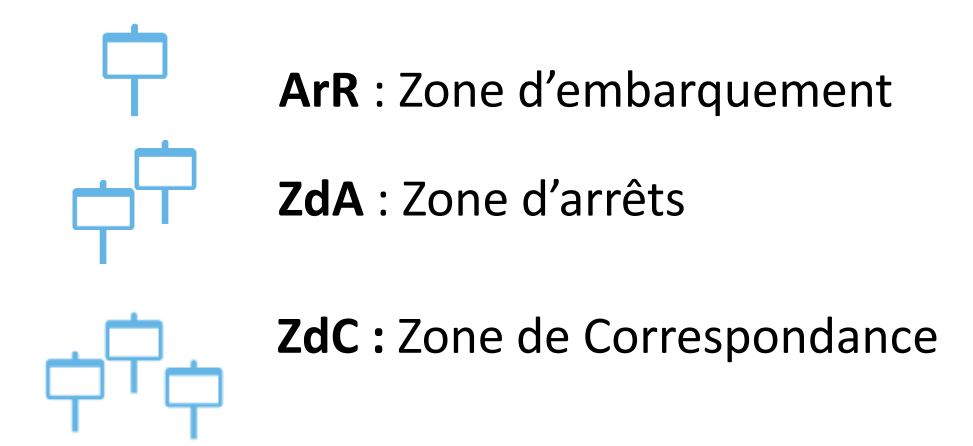 ArR : Zone d’embarquement
ZdA : Zone d’arrêts
ZdC : Zone de Correspondance